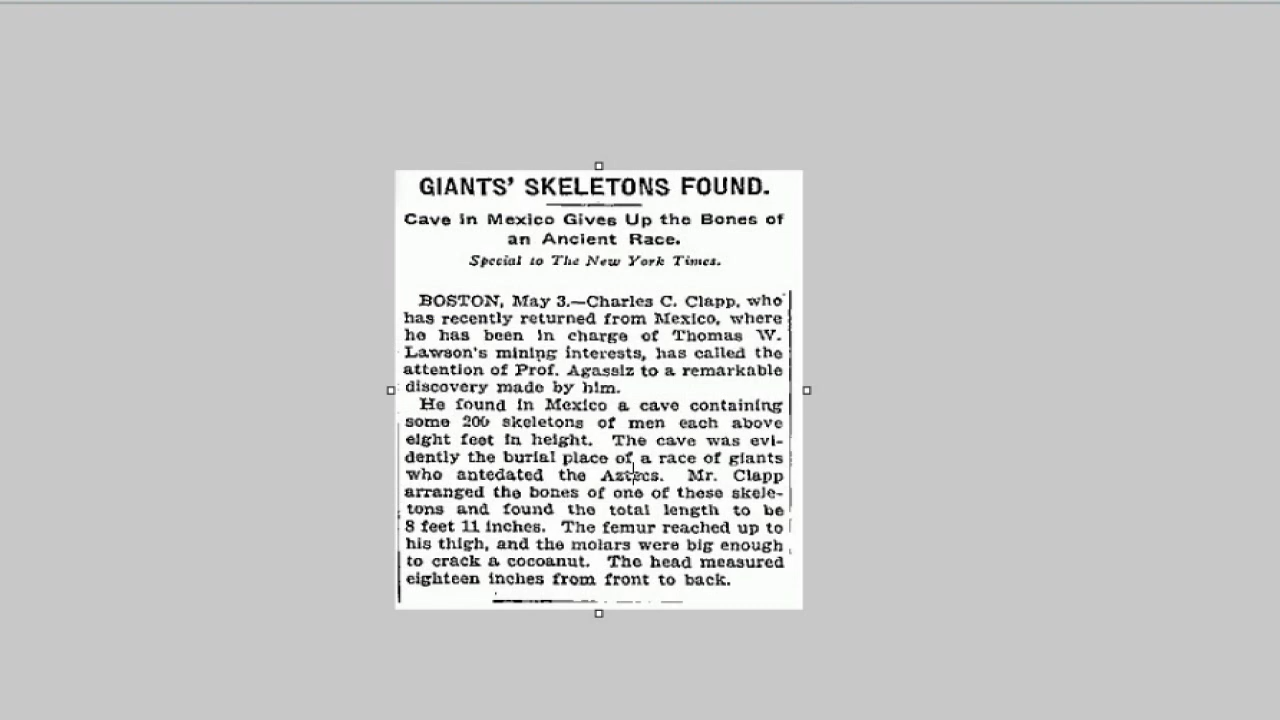 GIANTS' SKELETONS FOUND.
Cave in Mexico Gives Up the Bones of
an Ancient Race.
Special to The New York Times.
BOSTON, May 3.—Charles C. Clapp, who
has recently returned from Mexico, where
he has been in charge of Thomas W.
Lawson's mining interests, has called the
attention of Prof. Agassiz to a remarkable
discovery made by him.
He found in Mexico a cave containing
some 200 skeletons of men each above
eight feet in height. The cave was evi-
dently the burial place of a race of giants
who antedated the Aztecs. Mr. Clapp
arranged the bones of one of these skele-
tons and found the total length to be
8 feet 11 inches. The femur reached up to
his thigh, and the molars were big enough
to crack a cocoanut. The head measured
eighteen inches from front to back.